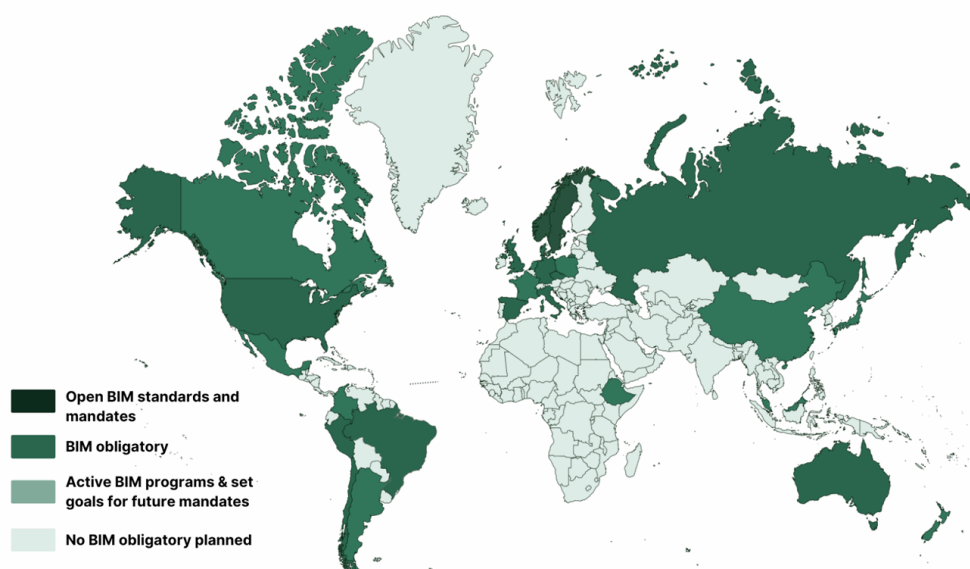 Open BIM standards and
mandates
BIM obligatory
Active BIM programs & set
goals for future mandates
No BIM obligatory planned